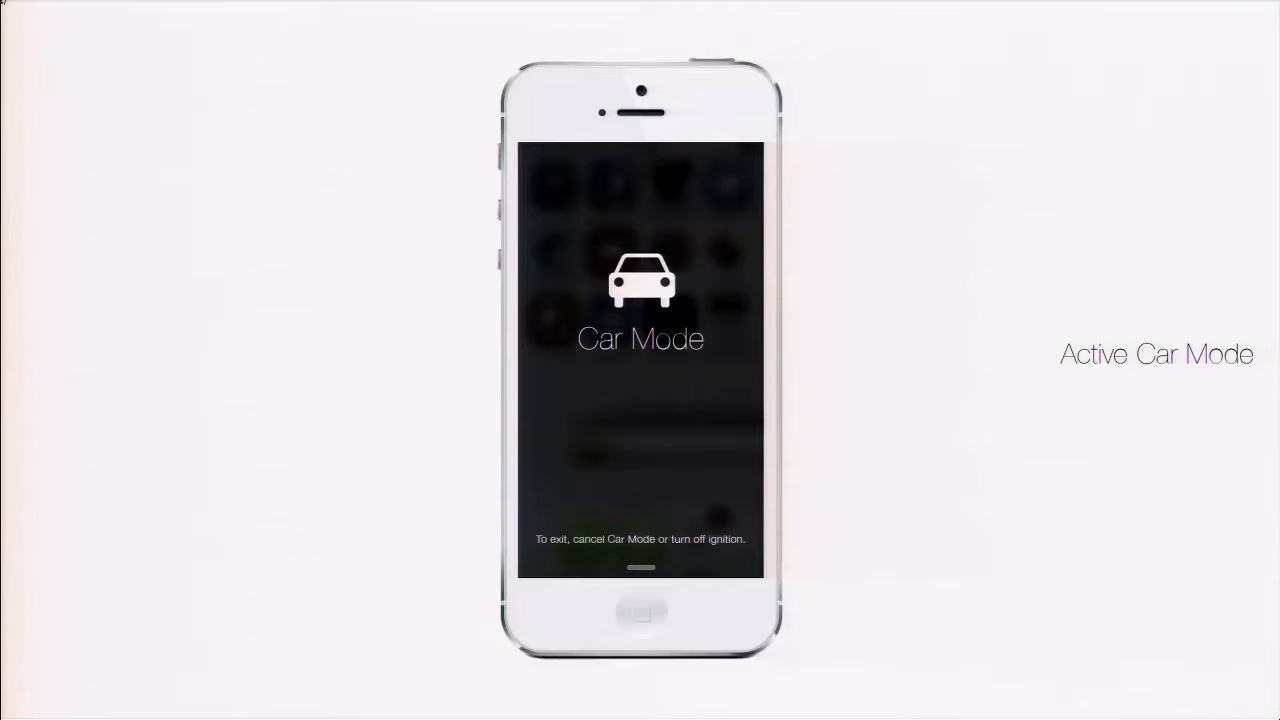 Car Mode
Active Car Mode
To exit, cancel Car Mode or turn off ignition.